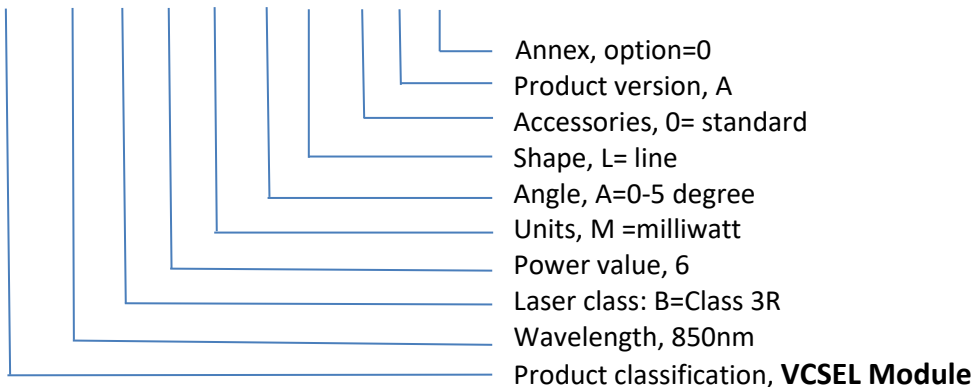 Annex, option=0
Product version, A
Accessories, 0= standard
Shape, L= line
Angle, A=0-5 degree
Units, M =milliwatt
Power value, 6
Laser class: B=Class 3R
Wavelength, 850nm
Product classification, VCSEL Module